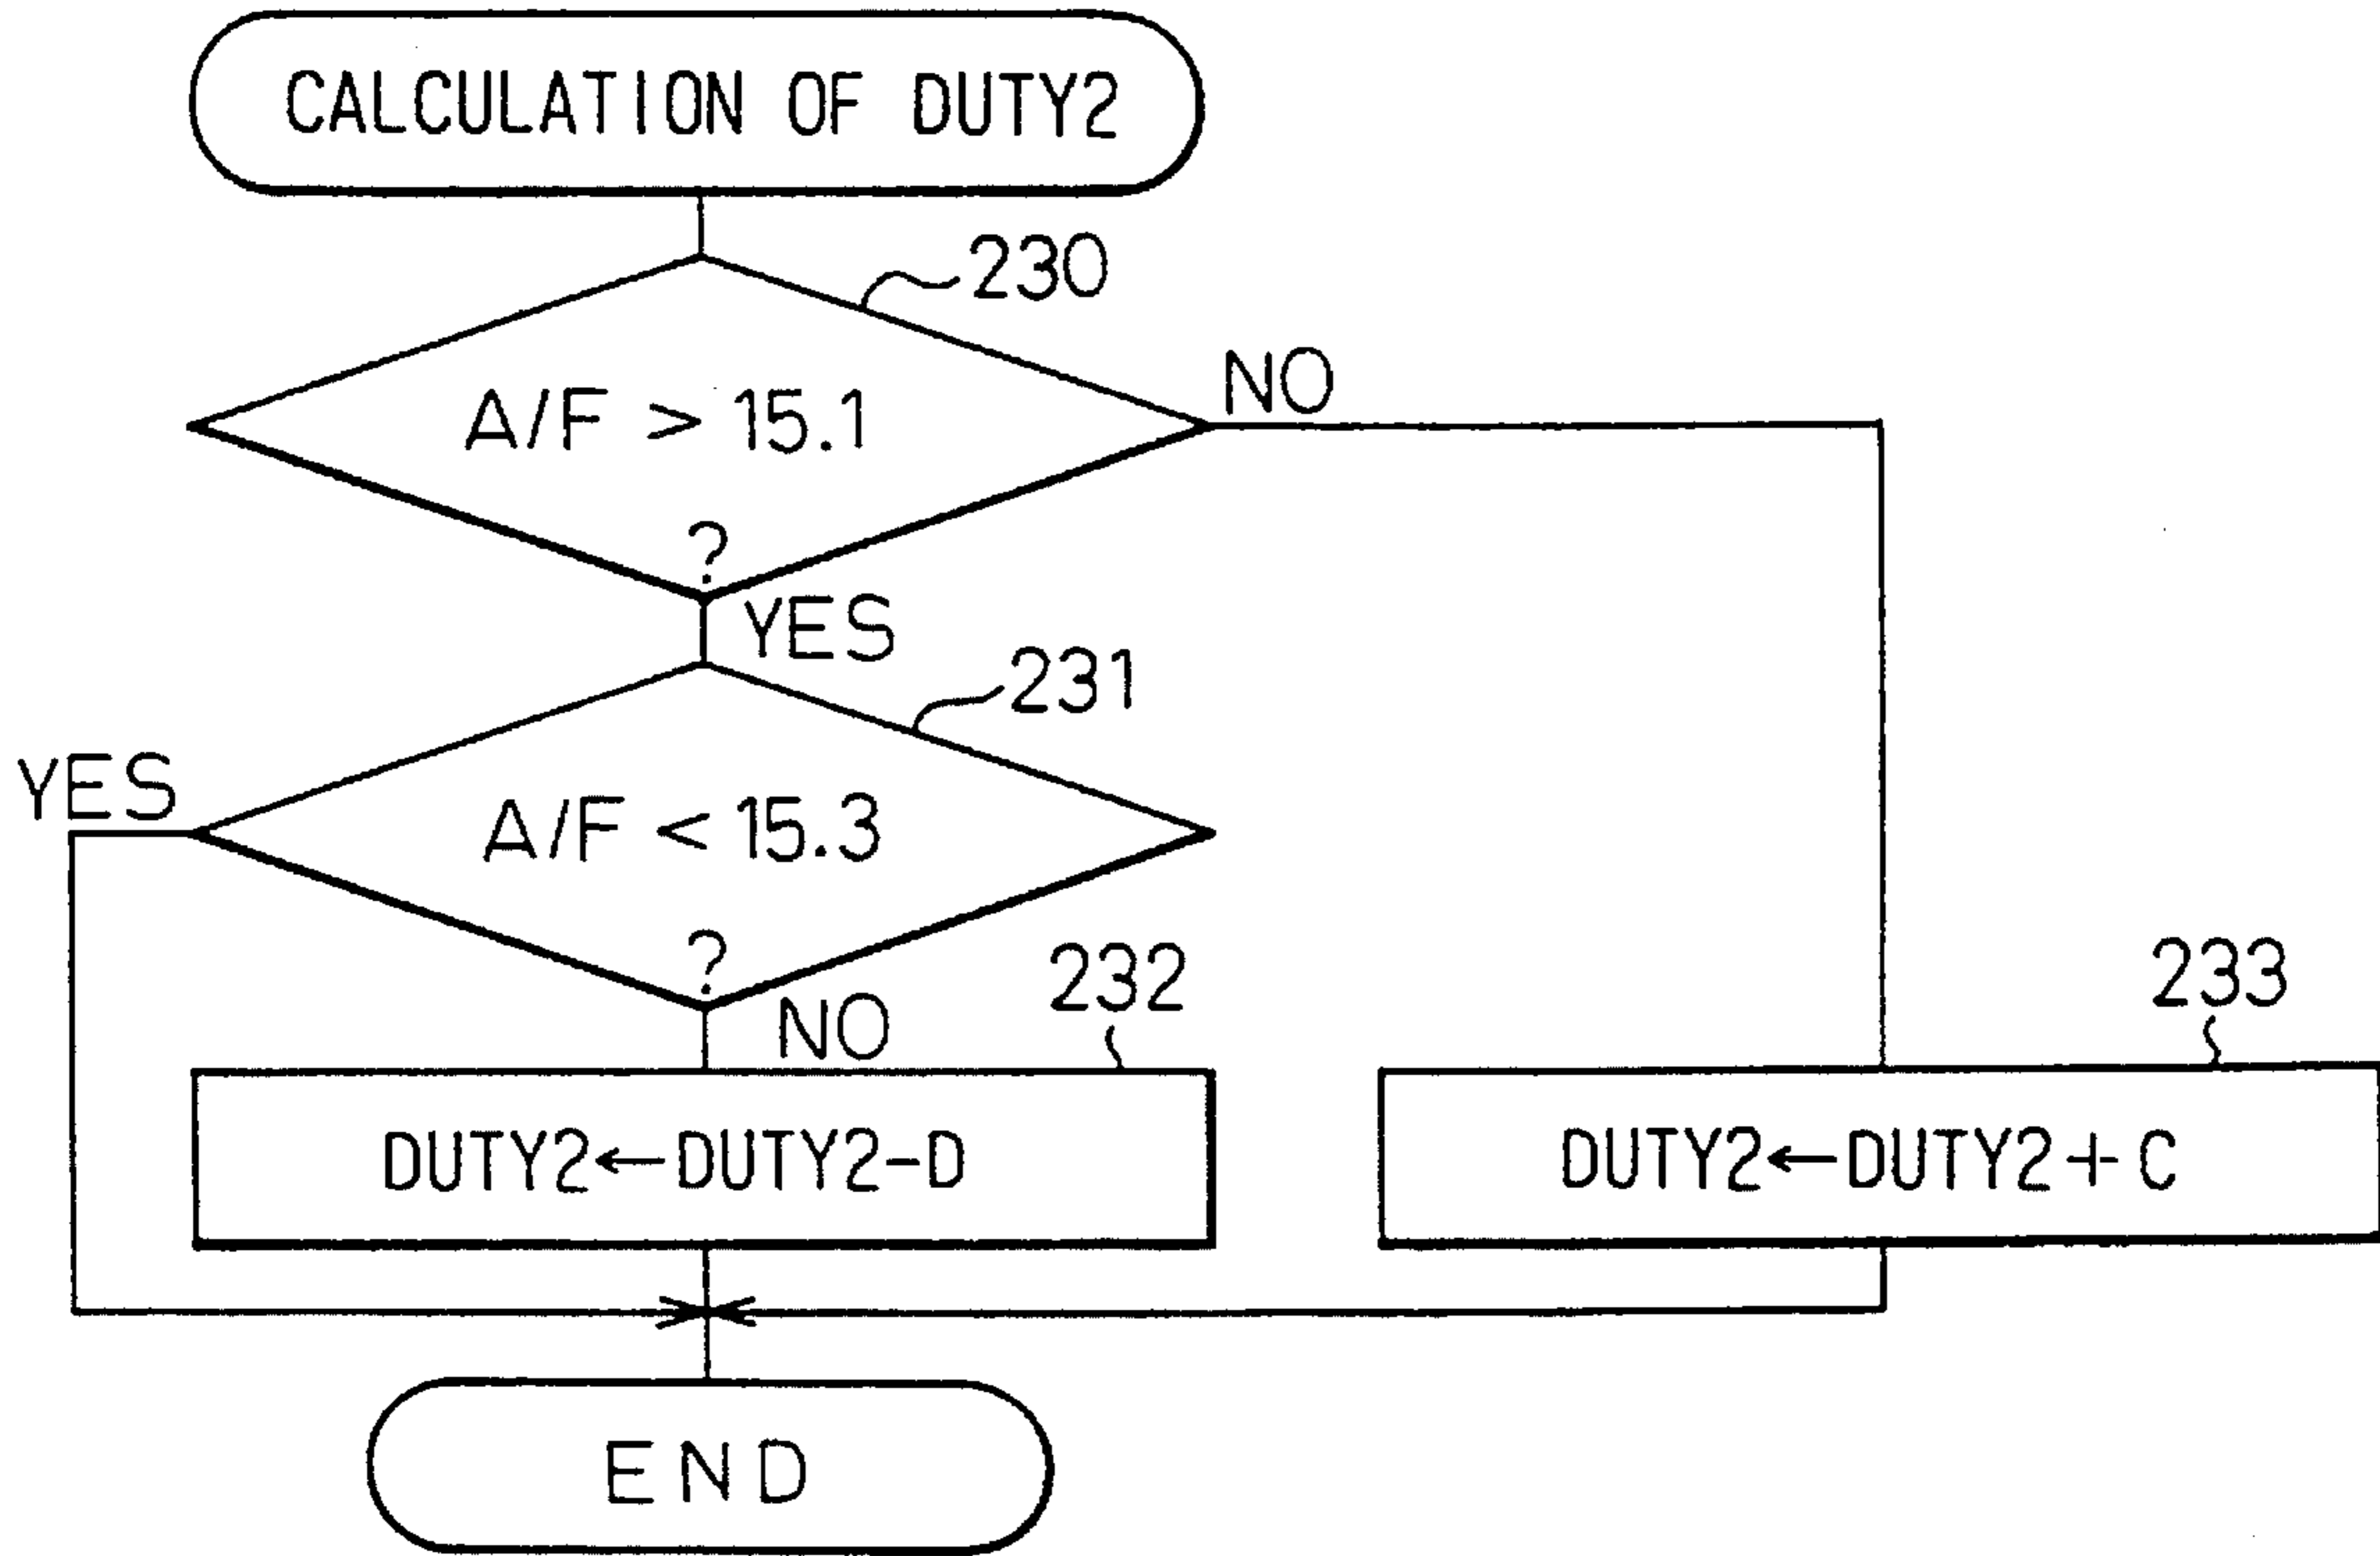 CALCULATION OF DUTY2
230
A/F > 15.1
?
NO
YES
231
YES
A/F < 15.3
?
NO
232
233
DUTY2←DUTY2-D
DUTY2←DUTY2+C
END